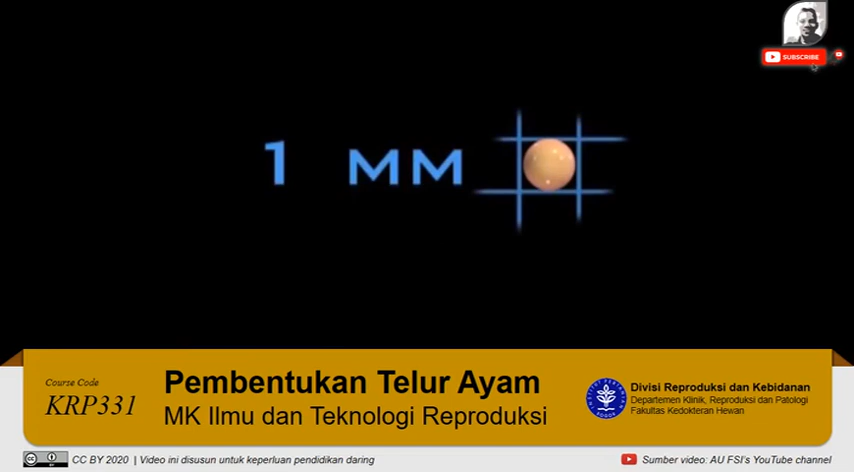 SUBSCRIBE
1 MM
Course Code
KRP331
Pembentukan Telur Ayam
MK Ilmu dan Teknologi Reproduksi
Divisi Reproduksi dan Kebidanan
Departemen Klinik, Reproduksi dan Patologi
Fakultas Kedokteran Hewan
CC BY 2020 | Video ini disusun untuk keperluan pendidikan daring
Sumber video: AU FSI's YouTube channel